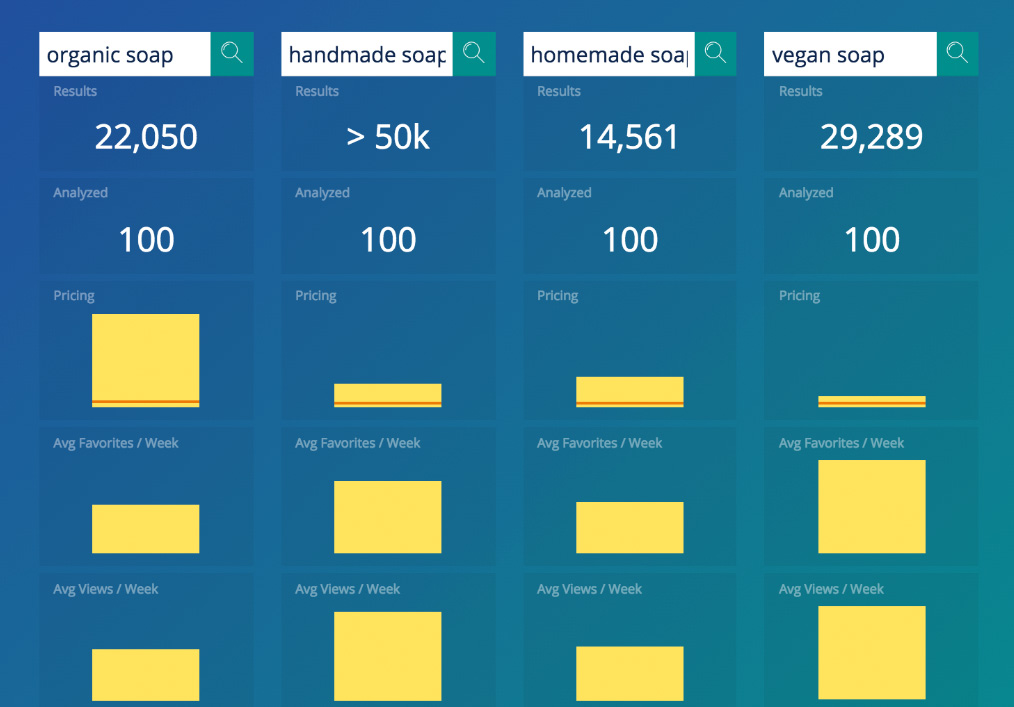 organic soap
handmade soap
homemade soap
vegan soap
Results
Results
Results
Results
22,050
> 50k
14,561
29,289
Analyzed
Analyzed
Analyzed
Analyzed
100
100
100
100
Pricing
Pricing
Pricing
Pricing
Avg Favorites / Week
Avg Favorites / Week
Avg Favorites / Week
Avg Favorites / Week
Avg Views / Week
Avg Views / Week
Avg Views / Week
Avg Views / Week